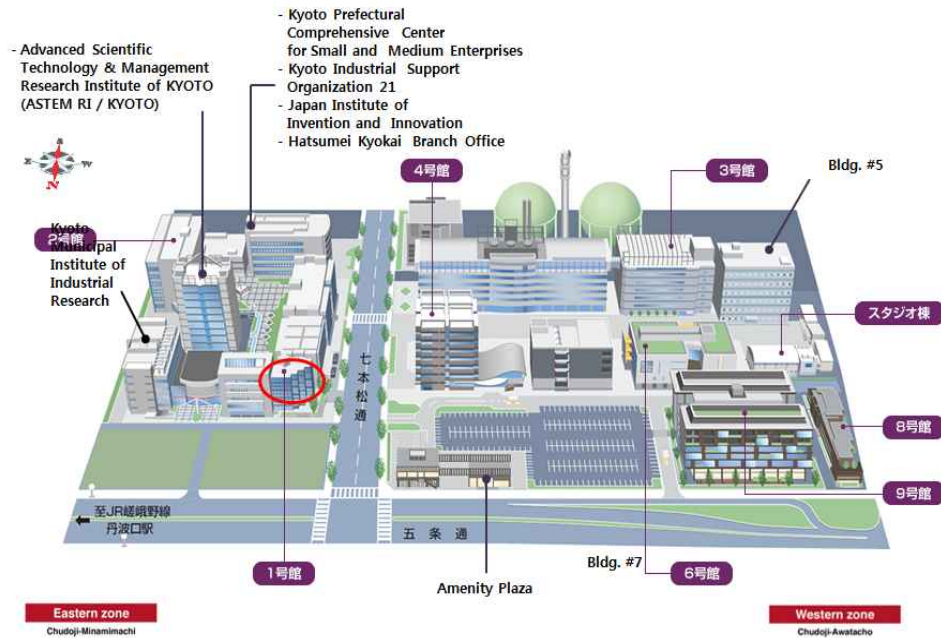 - Kyoto Prefectural
Comprehensive Center
for Small and Medium Enterprises
- Kyoto Industrial Support
Organization 21
- Japan Institute of
Invention and Innovation
- Hatsumei Kyokai Branch Office
- Advanced Scientific
Technology & Management
Research Institute of KYOTO
(ASTEM RI / KYOTO)
S
E
W
N
4号館
3号館
Bldg. #5
2号館
Kyoto
Municipal
Institute of
Industrial
Research
スタジオ棟
七本松通
8号館
9号館
至JR嵯峨野線
丹波口駅
五条通
1号館
Amenity Plaza
Bldg. #7
6号館
Eastern zone
Chudoji-Minamimachi
Western zone
Chudoji-Awatacho